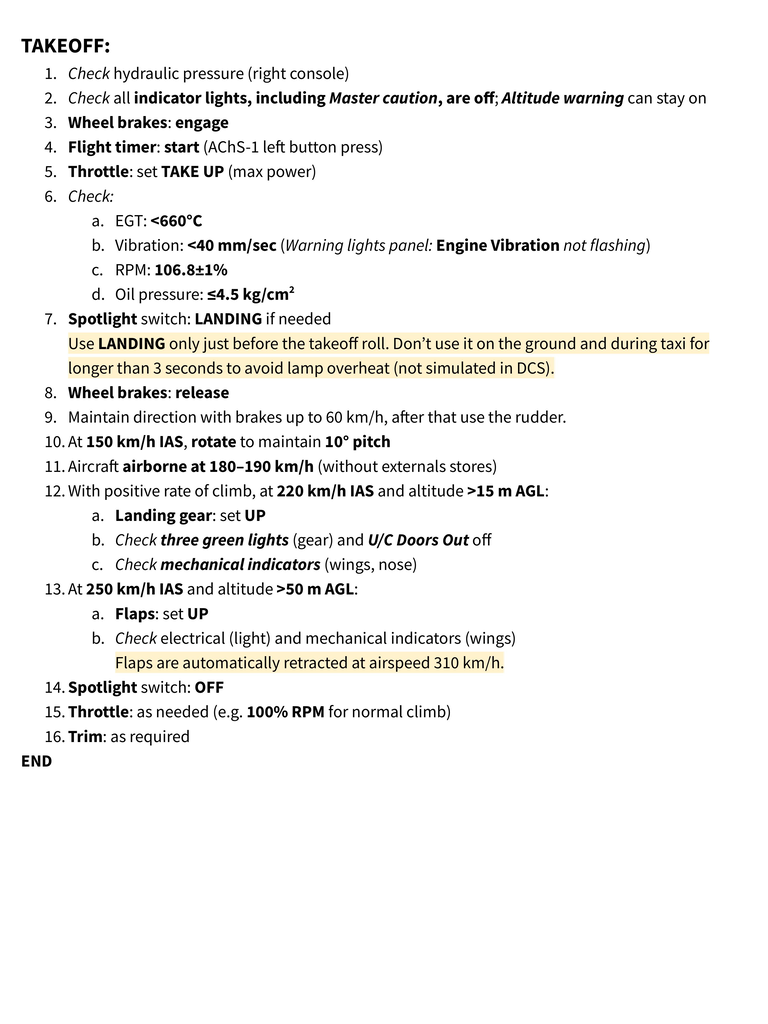 TAKEOFF:
1. Check hydraulic pressure (right console)
2. Check all indicator lights, including Master caution, are off; Altitude warning can stay on
3. Wheel brakes: engage
4. Flight timer: start (AChS-1 left button press)
5. Throttle: set TAKE UP (max power)
6. Check:
a. EGT: <660°C
b. Vibration: <40 mm/sec (Warning lights panel: Engine Vibration not flashing)
c. RPM: 106.8±1%
d. Oil pressure: ≤4.5 kg/cm²
7. Spotlight switch: LANDING if needed
Use LANDING only just before the takeoff roll. Don’t use it on the ground and during taxi for
longer than 3 seconds to avoid lamp overheat (not simulated in DCS).
8. Wheel brakes: release
9. Maintain direction with brakes up to 60 km/h, after that use the rudder.
10. At 150 km/h IAS, rotate to maintain 10° pitch
11. Aircraft airborne at 180–190 km/h (without externals stores)
12. With positive rate of climb, at 220 km/h IAS and altitude >15 m AGL:
a. Landing gear: set UP
b. Check three green lights (gear) and U/C Doors Out off
c. Check mechanical indicators (wings, nose)
13. At 250 km/h IAS and altitude >50 m AGL:
a. Flaps: set UP
b. Check electrical (light) and mechanical indicators (wings)
Flaps are automatically retracted at airspeed 310 km/h.
14. Spotlight switch: OFF
15. Throttle: as needed (e.g. 100% RPM for normal climb)
16. Trim: as required
END